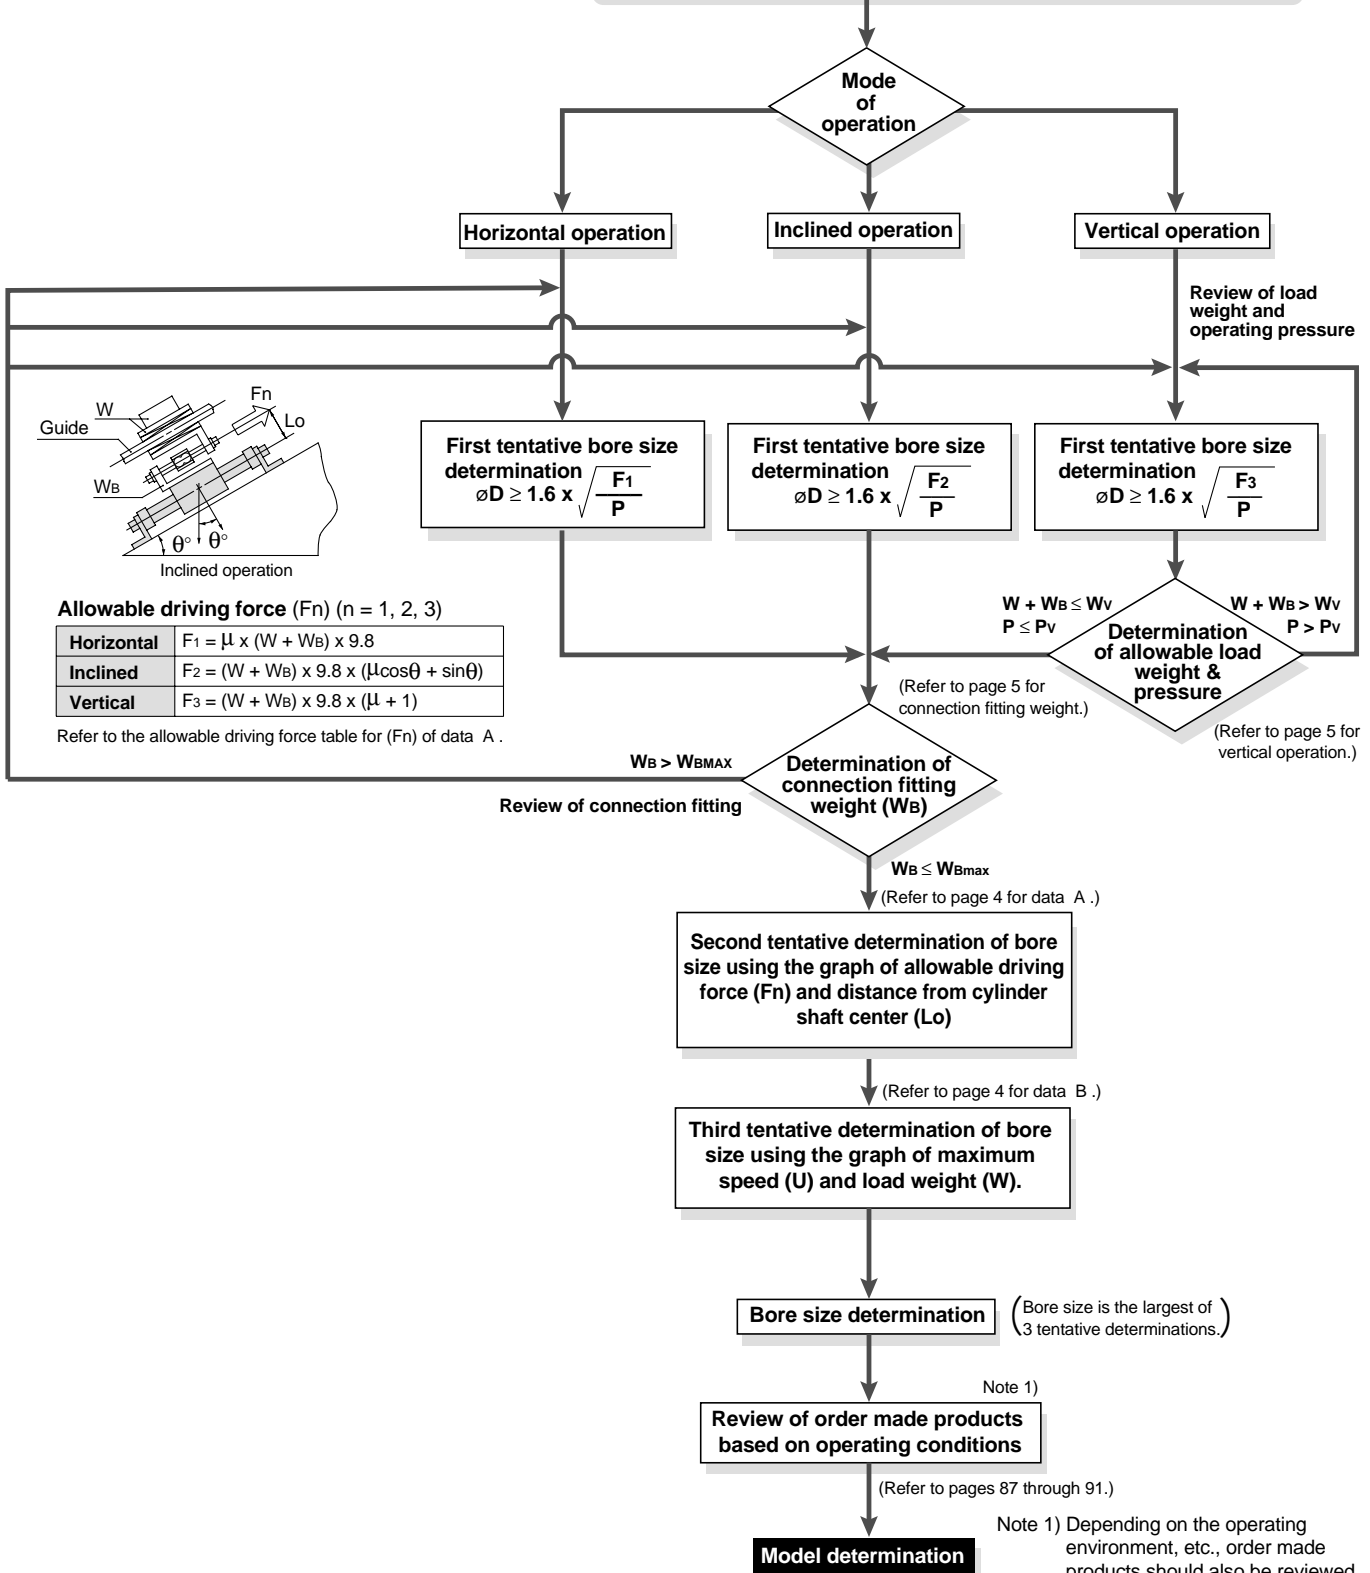 Mode
of
operation
Horizontal operation
Inclined operation
Vertical operation
Review of load
weight and
operating pressure
Fn
W
Lo
Guide
WB
θ°
θ°
Inclined operation
First tentative bore size
determination
øD ≥ 1.6 x √ F1
P
First tentative bore size
determination
øD ≥ 1.6 x √ F2
P
First tentative bore size
determination
øD ≥ 1.6 x √ F3
P
Allowable driving force (Fn) (n = 1, 2, 3)
Horizontal F1 = μ x (W + WB) x 9.8
Inclined F2 = (W + WB) x 9.8 x (μcosθ + sinθ)
Vertical F3 = (W + WB) x 9.8 x (μ + 1)
Refer to the allowable driving force table for (Fn) of data A .
W + WB ≤ WV
P ≤ PV
W + WB > WV
P > PV
Determination
of allowable load
weight &
pressure
(Refer to page 5 for
connection fitting weight.)
(Refer to page 5 for
vertical operation.)
WB > WBMAX
Review of connection fitting
Determination of
connection fitting
weight (WB)
WB ≤ WBmax
(Refer to page 4 for data A .)
Second tentative determination of bore
size using the graph of allowable driving
force (Fn) and distance from cylinder
shaft center (Lo)
(Refer to page 4 for data B .)
Third tentative determination of bore
size using the graph of maximum
speed (U) and load weight (W).
Bore size determination
(Bore size is the largest of
3 tentative determinations.)
Note 1)
Review of order made products
based on operating conditions
(Refer to pages 87 through 91.)
Model determination
Note 1) Depending on the operating
environment, etc., order made
products should also be reviewed